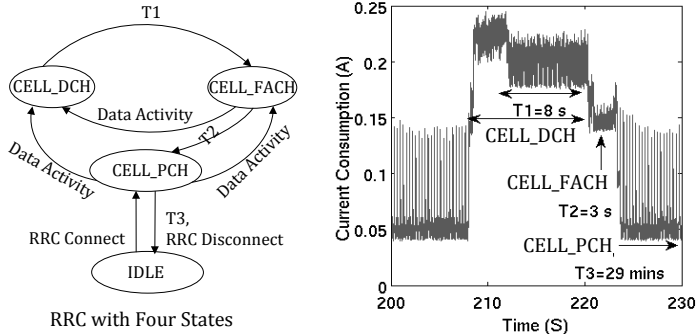 T1
CELL_DCH
CELL_FACH
Data Activity
T2
Data Activity
CELL_PCH
Data Activity
RRC Connect
T3,
RRC Disconnect
IDLE
RRC with Four States
Current Consumption (A)
0.25
0.2
0.15
0.1
0.05
0
T1=8 s
CELL_DCH
CELL_FACH
T2=3 s
CELL_PCH
T3=29 mins
200
210
220
230
Time (S)